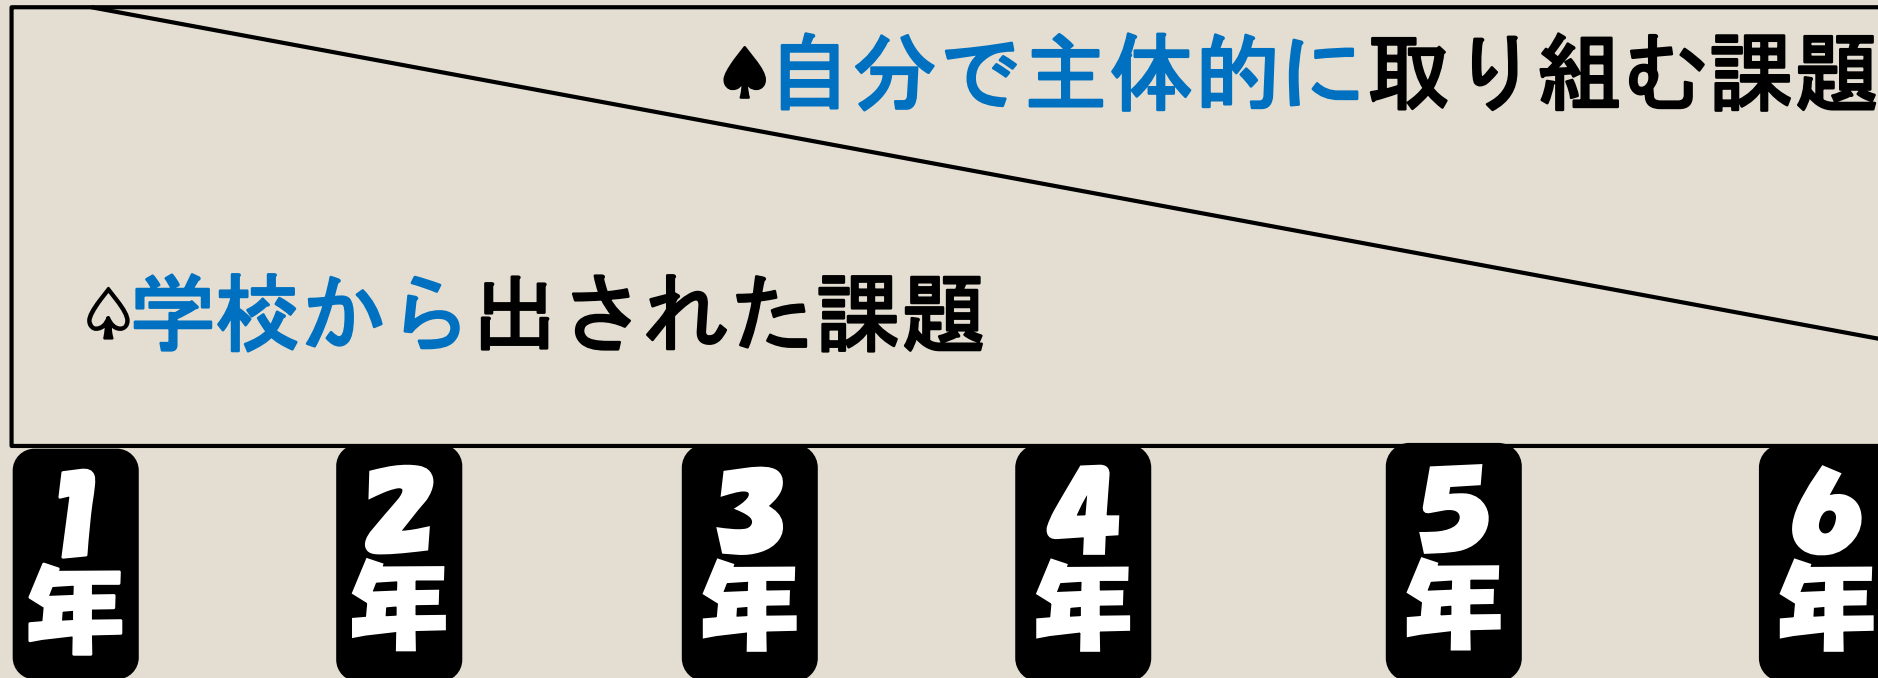 ♠自分で主体的に取り組む課題
♤学校から出された課題
1年
2年
3年
4年
5年
6年